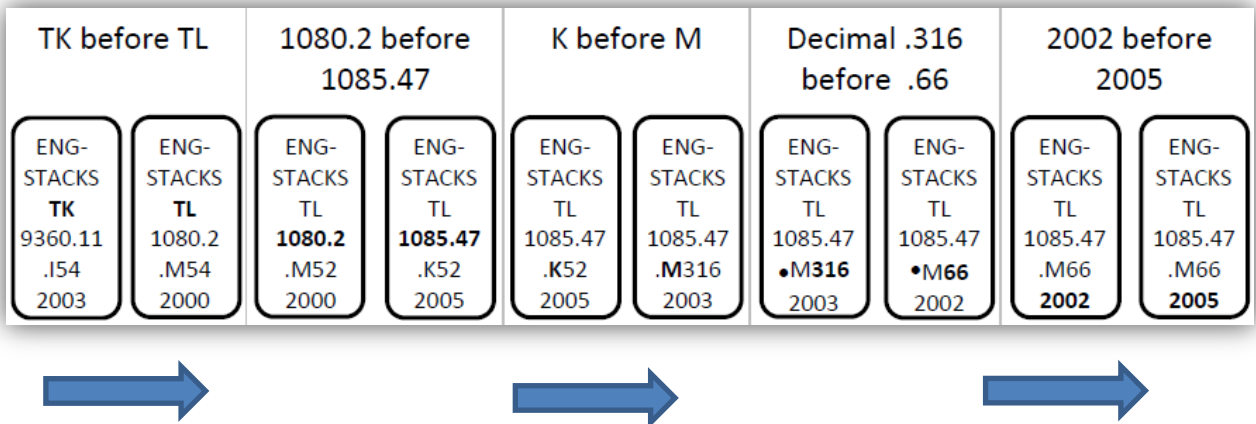 TK before TL
1080.2 before
1085.47
K before M
Decimal .316
before .66
2002 before
2005
ENG-
STACKS
TK
9360.11
.I54
2003
ENG-
STACKS
TL
1080.2
.M54
2000
ENG-
STACKS
TL
1080.2
.M52
2000
ENG-
STACKS
TL
1085.47
.K52
2005
ENG-
STACKS
TL
1085.47
.K52
2005
ENG-
STACKS
TL
1085.47
.M316
2003
ENG-
STACKS
TL
1085.47
•M316
2003
ENG-
STACKS
TL
1085.47
•M66
2002
ENG-
STACKS
TL
1085.47
.M66
2002
ENG-
STACKS
TL
1085.47
.M66
2005